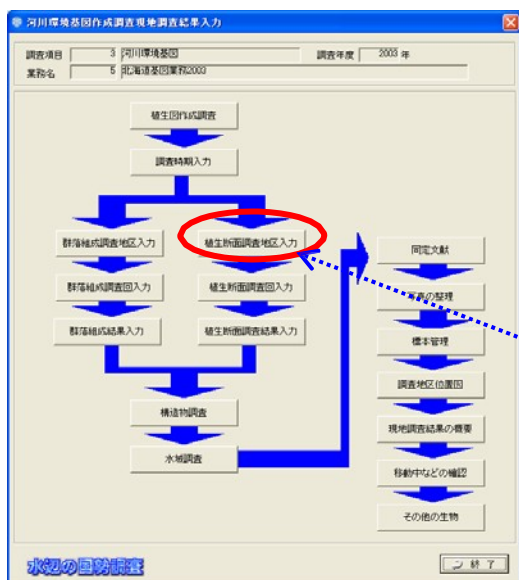 河川環境基図作成調査現地調査結果入力
調査項目 3 河川環境基図 調査年度 2003 年
業務名 5 北海道基図業務2003
植生図作成調査
調査時期入力
群落組成調査地区入力
群落組成調査回入力
群落組成結果入力
植生断面調査地区入力
植生断面調査回入力
植生断面調査結果入力
構造物調査
水域調査
同定文献
写真の整理
標本管理
調査地区位置図
現地調査結果の概要
移動中などの確認
その他の生物
水辺の国勢調査
終了